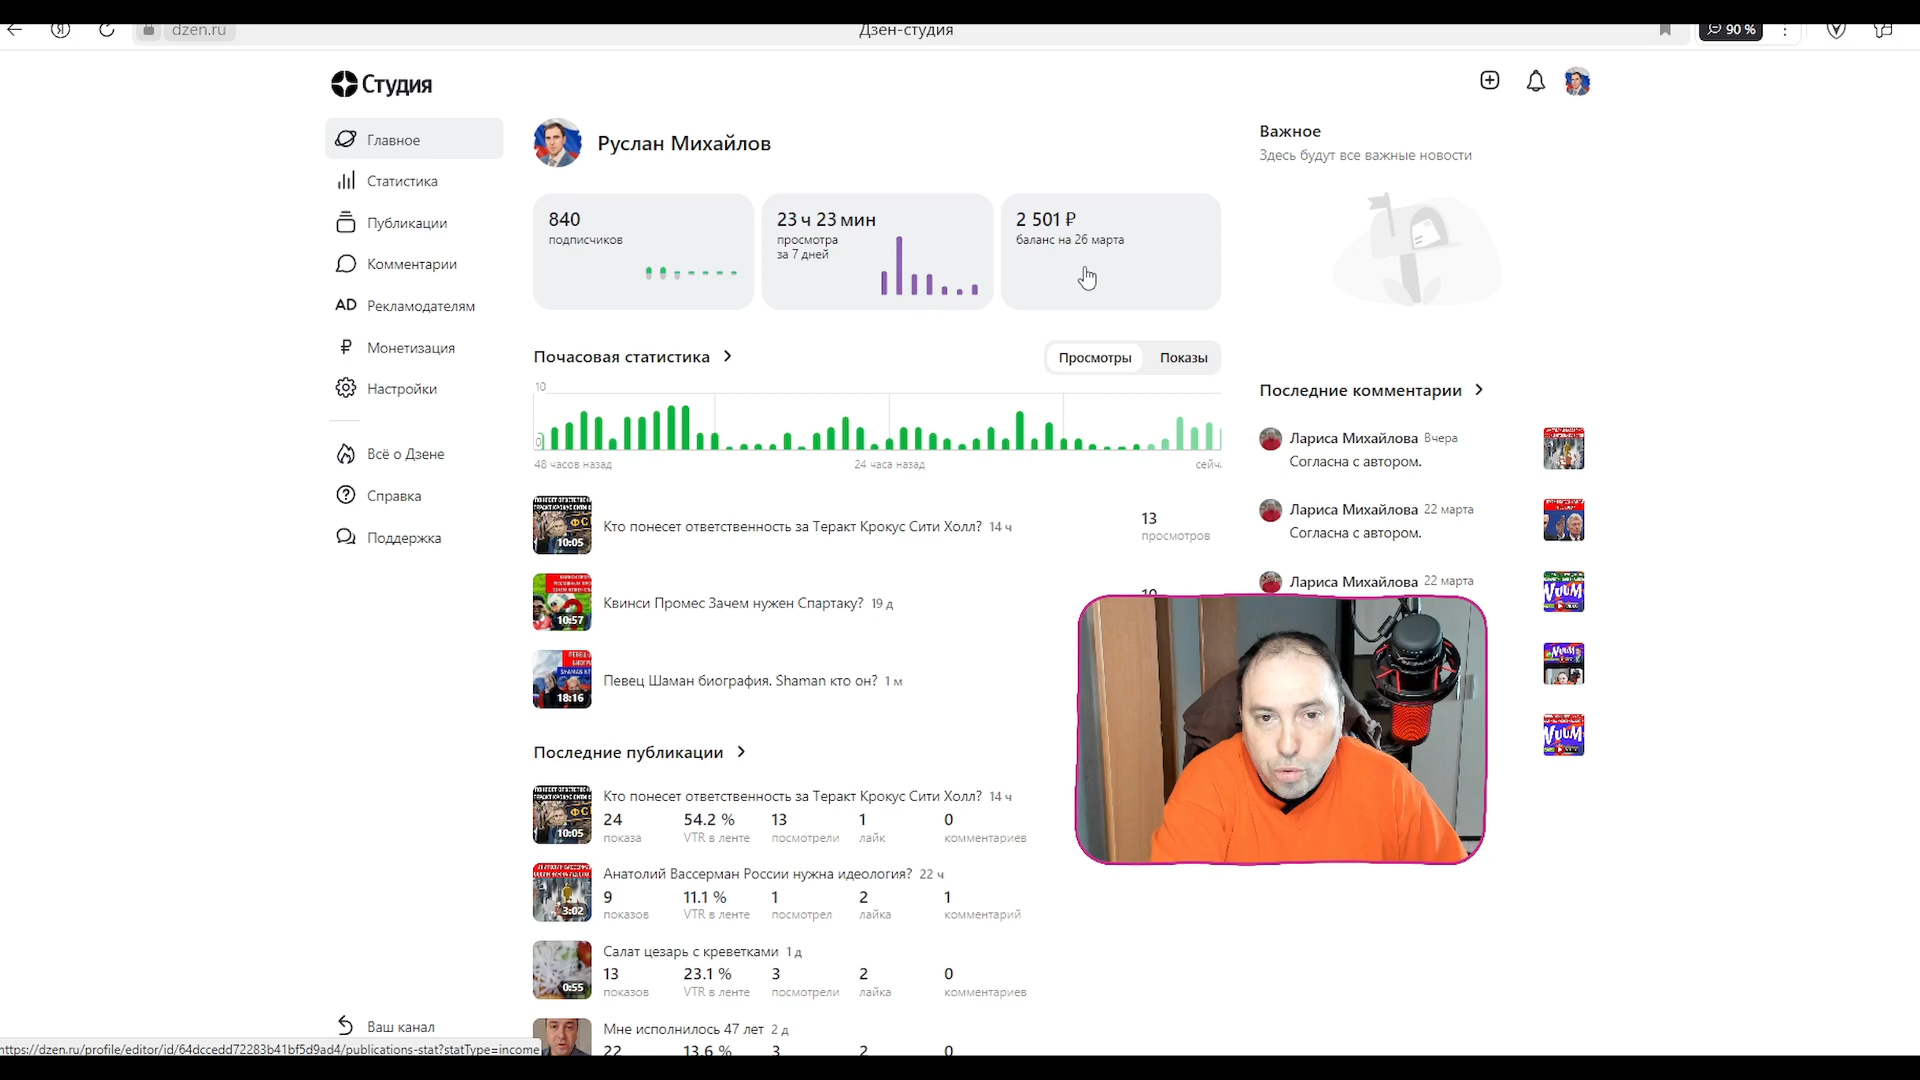 dzen.ru
Дзен-студия
90 %
Студия
Главное
Статистика
Публикации
Комментарии
AD Рекламодателям
Монетизация
Настройки
Всё о Дзене
Справка
Поддержка
Ваш канал
Руслан Михайлов
840
подписчиков
23 ч 23 мин
просмотра
за 7 дней
2 501 ₽
баланс на 26 марта
Почасовая статистика
Просмотры
Показы
10
0
48 часов назад
24 часа назад
Кто понесет ответственность за Теракт Крокус Сити Холл? 14 ч
13
просмотров
10:05
Квинси Промес Зачем нужен Спартаку? 19 д
10:57
Певец Шаман биография. Shaman кто он? 1 м
18:16
Последние публикации
Кто понесет ответственность за Теракт Крокус Сити Холл? 14 ч
24 54.2 % 13 1 0
показа VTR в ленте посмотрели лайк комментариев
10:05
Анатолий Вассерман России нужна идеология? 22 ч
9 11.1 % 1 2 1
показов VTR в ленте посмотрел лайка комментарий
3:02
Салат цезарь с креветками 1 д
13 23.1 % 3 2 0
показов VTR в ленте посмотрели лайка комментариев
0:55
Мне исполнилось 47 лет 2 д
22 13.6 % 3 2 0
Важное
Здесь будут все важные новости
Последние комментарии
Лариса Михайлова Вчера
Согласна с автором.
Лариса Михайлова 22 марта
Согласна с автором.
Лариса Михайлова 22 марта
https://dzen.ru/profile/editor/id/64dccedd72283b41bf5d9ad4/publications-stat?statType=income